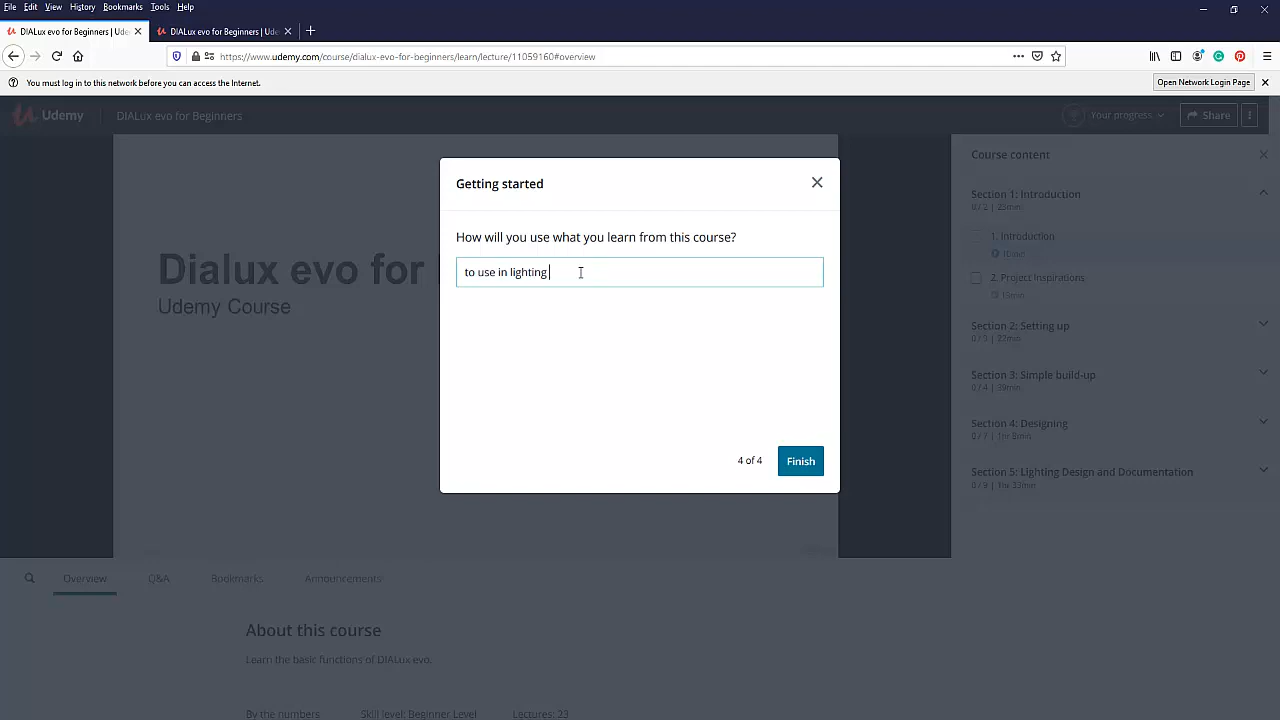 File Edit View History Bookmarks Tools Help
DIALux evo for Beginners | Ude
DIALux evo for Beginners | Ude
https://www.udemy.com/course/dialux-evo-for-beginners/learn/lecture/11059160#overview
You must log in to this network before you can access the Internet.
Open Network Login Page
Udemy
DIALux evo for Beginners
Your progress
Share
Dialux evo for
Udemy Course
Getting started
How will you use what you learn from this course?
to use in lighting
4 of 4
Finish
Course content
Section 1: Introduction
0 / 2 | 25min
1. Introduction
10min
2. Project Inspirations
15min
Section 2: Setting up
22min
Section 3: Simple build-up
0 / 4 | 39min
Section 4: Designing
0 / 7 | 1hr 8min
Section 5: Lighting Design and Documentation
1hr 33min
Overview
Q&A
Bookmarks
Announcements
About this course
Learn the basic functions of DIALux evo.
By the numbers
Skill level: Beginner Level
Lectures: 23